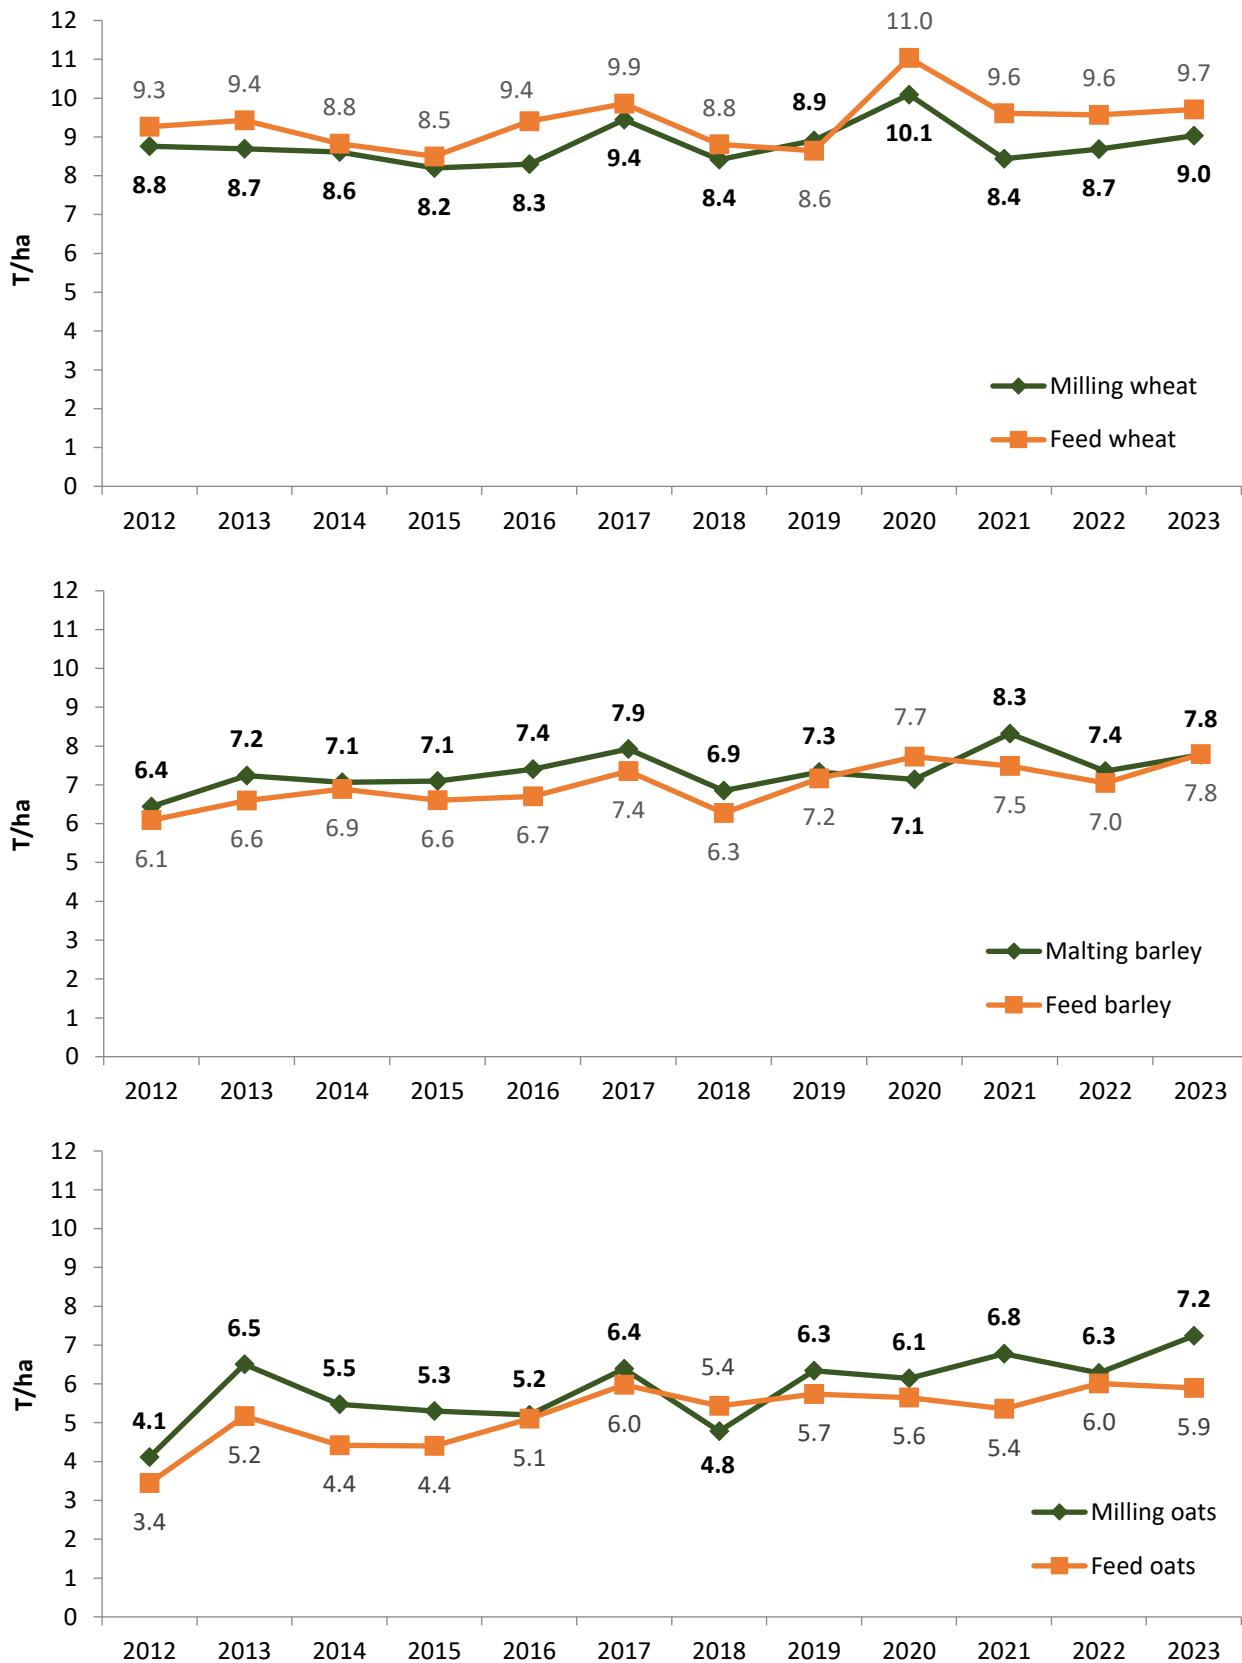 12
11.0
11
9.9
9.3 9.4 9.4 9.6 9.6 9.7
8.8 8.5 8.8 8.9
10
9
10.1
9.4 9.0
8.8 8.7 8.6 8.2 8.3 8.4 8.6 8.4 8.7
8
7
6
T/ha
5
4
3
Milling wheat
2
Feed wheat
1
0
2012 2013 2014 2015 2016 2017 2018 2019 2020 2021 2022 2023
12
11
10
9
8.3
7.9 7.7
7.2 7.1 7.1 7.4 6.9 7.3 7.4 7.8
6.4
8
7
6
7.4 7.2 7.1 7.5 7.0 7.8
6.1 6.6 6.9 6.6 6.7 6.3
T/ha
5
4
3
Malting barley
2
Feed barley
1
0
2012 2013 2014 2015 2016 2017 2018 2019 2020 2021 2022 2023
12
11
10
9
8
7.2
6.5 6.4 6.3 6.1 6.8 6.3
7
5.5 5.3 5.2 5.4
6
4.1
5
T/ha
5.2 4.4 4.4 5.1 6.0 4.8 5.7 5.6 5.4 6.0 5.9
4
3.4
3
Milling oats
2
Feed oats
1
0
2012 2013 2014 2015 2016 2017 2018 2019 2020 2021 2022 2023